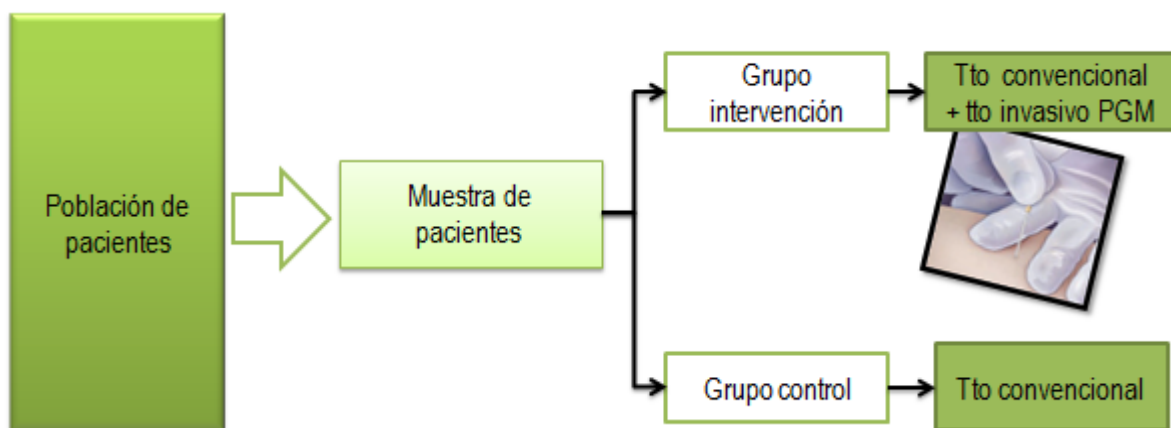 Población de
pacientes
Muestra de
pacientes
Grupo
intervención
Tto convencional
+ tto invasivo PGM
Grupo control
Tto convencional